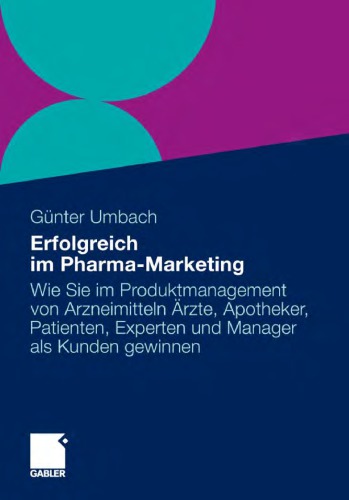 Günter Umbach
Erfolgreich
im Pharma-Marketing
Wie Sie im Produktmanagement
von Arzneimitteln Ärzte, Apotheker,
Patienten, Experten und Manager
als Kunden gewinnen
GABLER